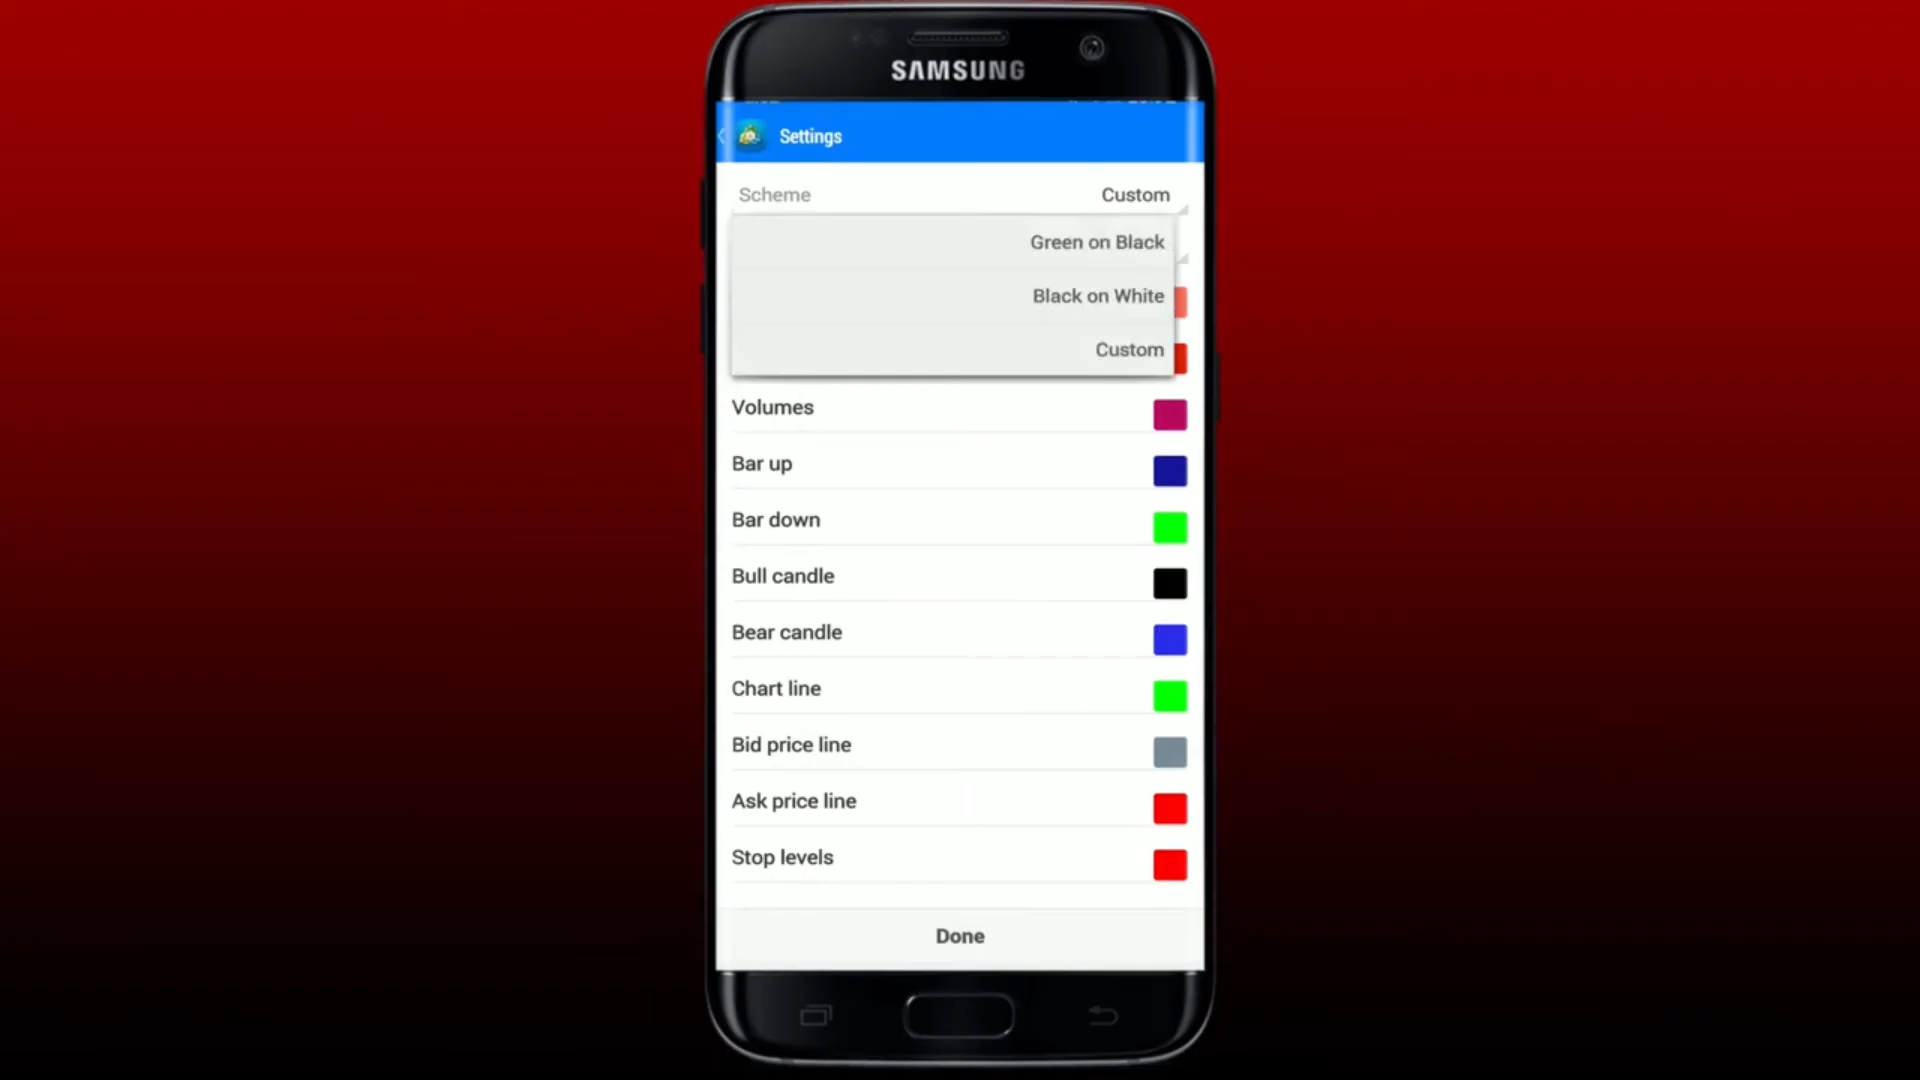 SAMSUNG
Settings
Scheme Custom
Green on Black
Black on White
Custom
Volumes
Bar up
Bar down
Bull candle
Bear candle
Chart line
Bid price line
Ask price line
Stop levels
Done